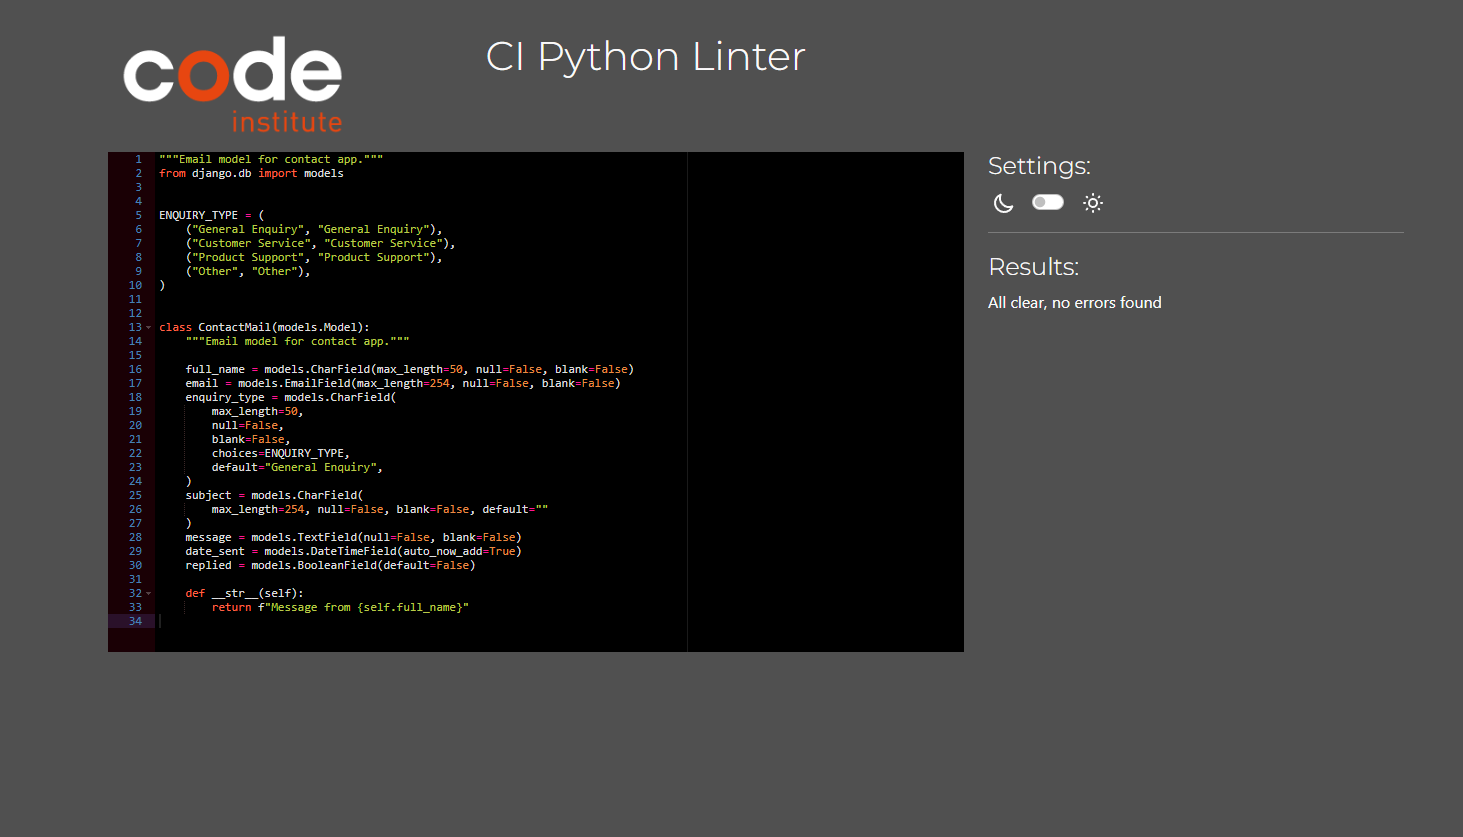 code
institute
CI Python Linter
1 """Email model for contact app."""
2 from django.db import models
3
4
5 ENQUIRY_TYPE = (
6     ("General Enquiry", "General Enquiry"),
7     ("Customer Service", "Customer Service"),
8     ("Product Support", "Product Support"),
9     ("Other", "Other"),
10 )
11
12
13 class ContactMail(models.Model):
14     """Email model for contact app."""
15
16     full_name = models.CharField(max_length=50, null=False, blank=False)
17     email = models.EmailField(max_length=254, null=False, blank=False)
18     enquiry_type = models.CharField(
19         max_length=50,
20         null=False,
21         blank=False,
22         choices=ENQUIRY_TYPE,
23         default="General Enquiry",
24     )
25     subject = models.CharField(
26         max_length=254, null=False, blank=False, default=""
27     )
28     message = models.TextField(null=False, blank=False)
29     date_sent = models.DateTimeField(auto_now_add=True)
30     replied = models.BooleanField(default=False)
31
32     def __str__(self):
33         return f"Message from {self.full_name}"
34
Settings:
Results:
All clear, no errors found